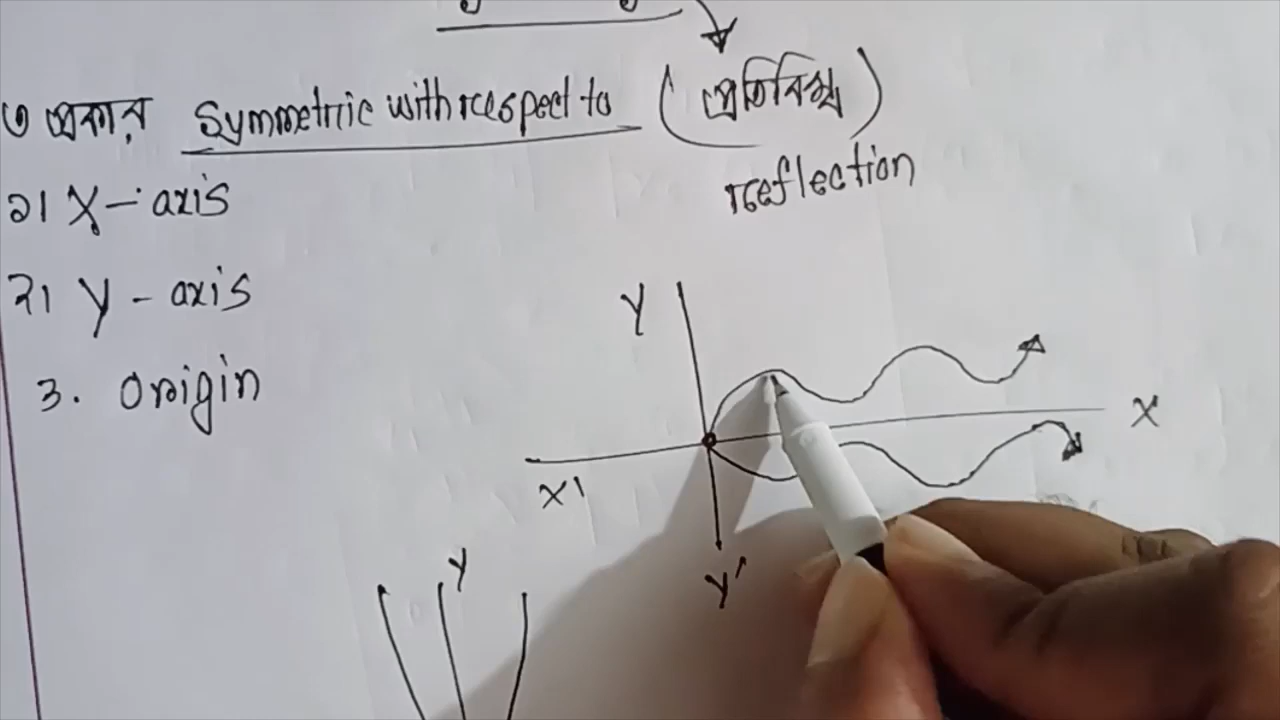 ৩ প্রকার Symmetric with respect to (প্রতিবিম্ব)
reflection
১। X - axis
২। Y - axis
3. Origin
Y
X
X'
Y'
Y